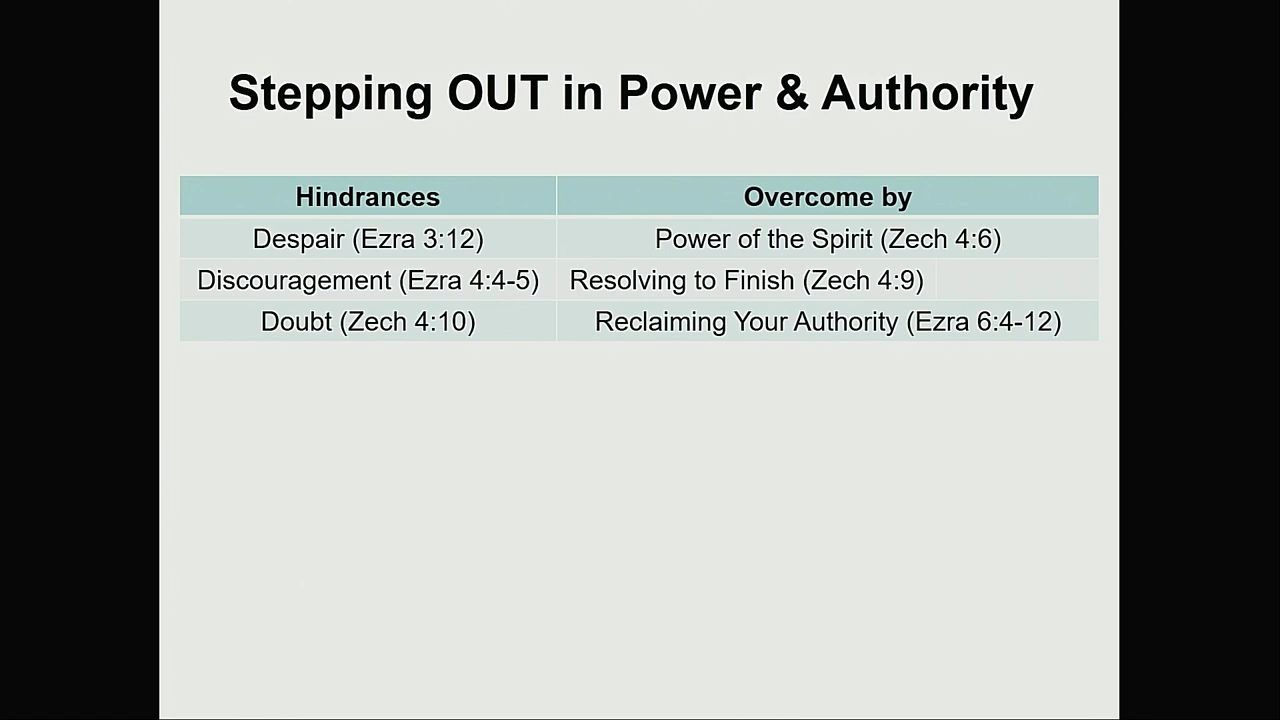 Stepping OUT in Power & Authority
Hindrances Overcome by
Despair (Ezra 3:12) Power of the Spirit (Zech 4:6)
Discouragement (Ezra 4:4-5) Resolving to Finish (Zech 4:9)
Doubt (Zech 4:10) Reclaiming Your Authority (Ezra 6:4-12)